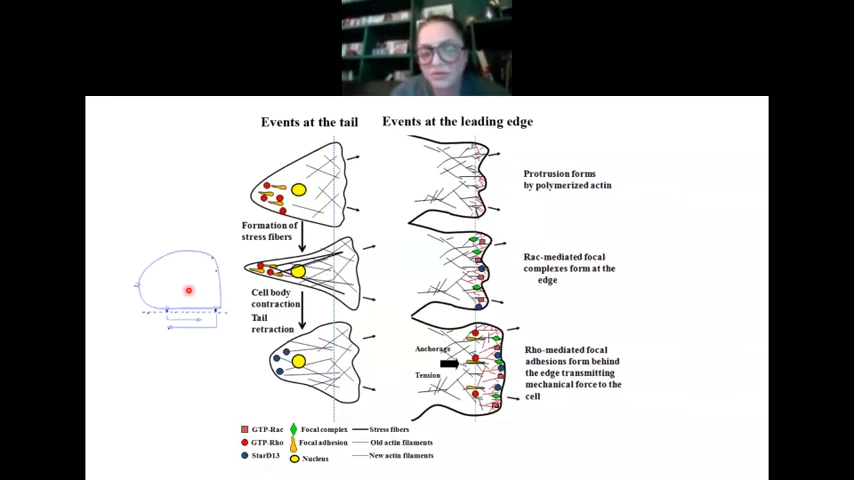 Events at the tail
Events at the leading edge
Protrusion forms
by polymerized actin
Formation of
stress fibers
Rac-mediated focal
complexes form at the
edge
Cell body
contraction
Tail
retraction
Anchorage
Tension
Rho-mediated focal
adhesions form behind
the edge transmitting
mechanical force to the
cell
GTP-Rac
Focal complex
Stress fibers
GTP-Rho
Focal adhesion
Old actin filaments
StarD13
Nucleus
New actin filaments